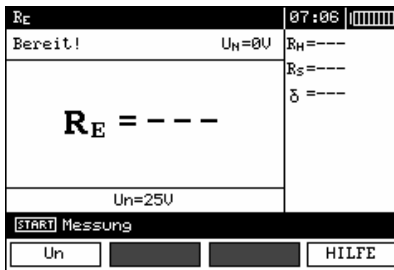 RE 07:06
Bereit! UN=0V RH=---
RS=---
δ =---
RE = ---
Un=25V
START Messung
Un HILFE